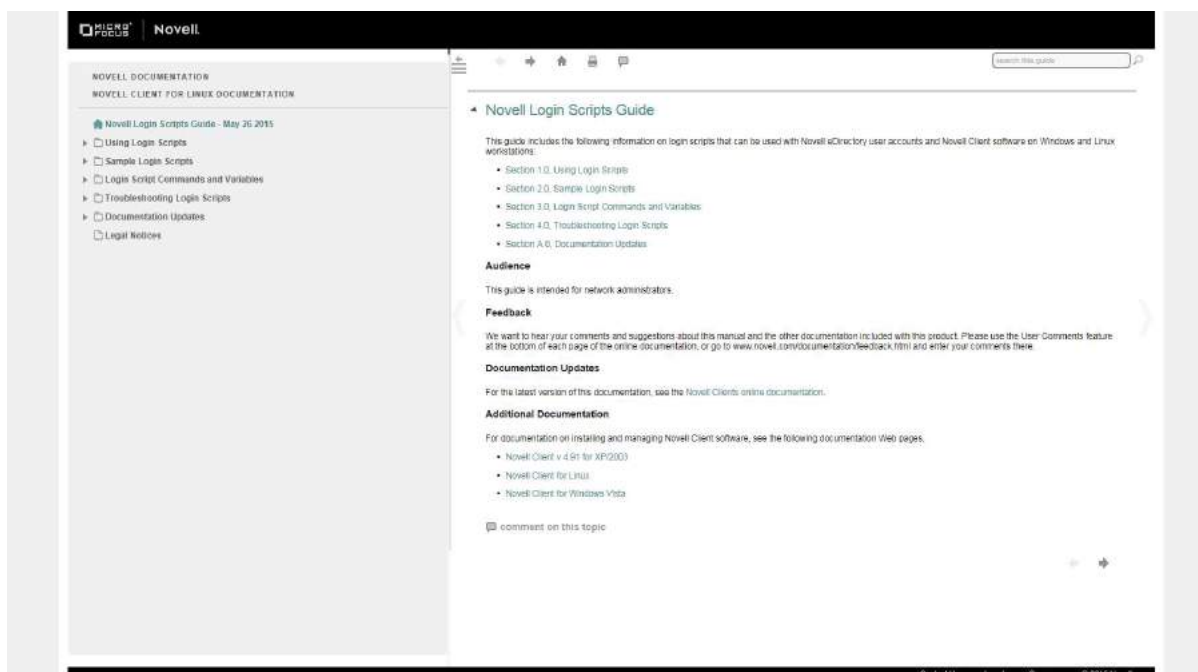 MICRO FOCUS Novell.
search this guide
NOVELL DOCUMENTATION
NOVELL CLIENT FOR LINUX DOCUMENTATION
Novell Login Scripts Guide - May 26 2015
Using Login Scripts
Sample Login Scripts
Login Script Commands and Variables
Troubleshooting Login Scripts
Documentation Updates
Legal Notices
Novell Login Scripts Guide
This guide includes the following information on login scripts that can be used with Novell eDirectory user accounts and Novell Client software on Windows and Linux
workstations:
• Section 1.0, Using Login Scripts
• Section 2.0, Sample Login Scripts
• Section 3.0, Login Script Commands and Variables
• Section 4.0, Troubleshooting Login Scripts
• Section A.0, Documentation Updates
Audience
This guide is intended for network administrators.
Feedback
We want to hear your comments and suggestions about this manual and the other documentation included with this product. Please use the User Comments feature
at the bottom of each page of the online documentation, or go to www.novell.com/documentation/feedback.html and enter your comments there.
Documentation Updates
For the latest version of this documentation, see the Novell Clients online documentation.
Additional Documentation
For documentation on installing and managing Novell Client software, see the following documentation Web pages.
• Novell Client v 4.91 for XP/2003
• Novell Client for Linux
• Novell Client for Windows Vista
comment on this topic